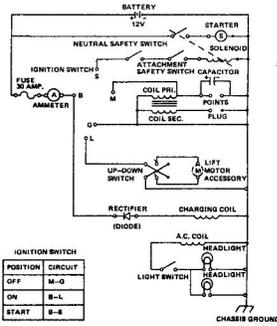 BATTERY
12V
STARTER
S
NEUTRAL SAFETY SWITCH
SOLENOID
IGNITION SWITCH
S
ATTACHMENT
SAFETY SWITCH
CAPACITOR
FUSE
30 AMP.
A
B
AMMETER
M
COIL PRI.
POINTS
PLUG
G
COIL SEC.
L
UP-DOWN
SWITCH
M
LIFT
MOTOR
ACCESSORY
RECTIFIER
(DIODE)
CHARGING COIL
A.C. COIL
HEADLIGHT
HEADLIGHT
LIGHT SWITCH
CHASSIS GROUND
IGNITION SWITCH
POSITION CIRCUIT
OFF M-G
ON B-L
START B-S